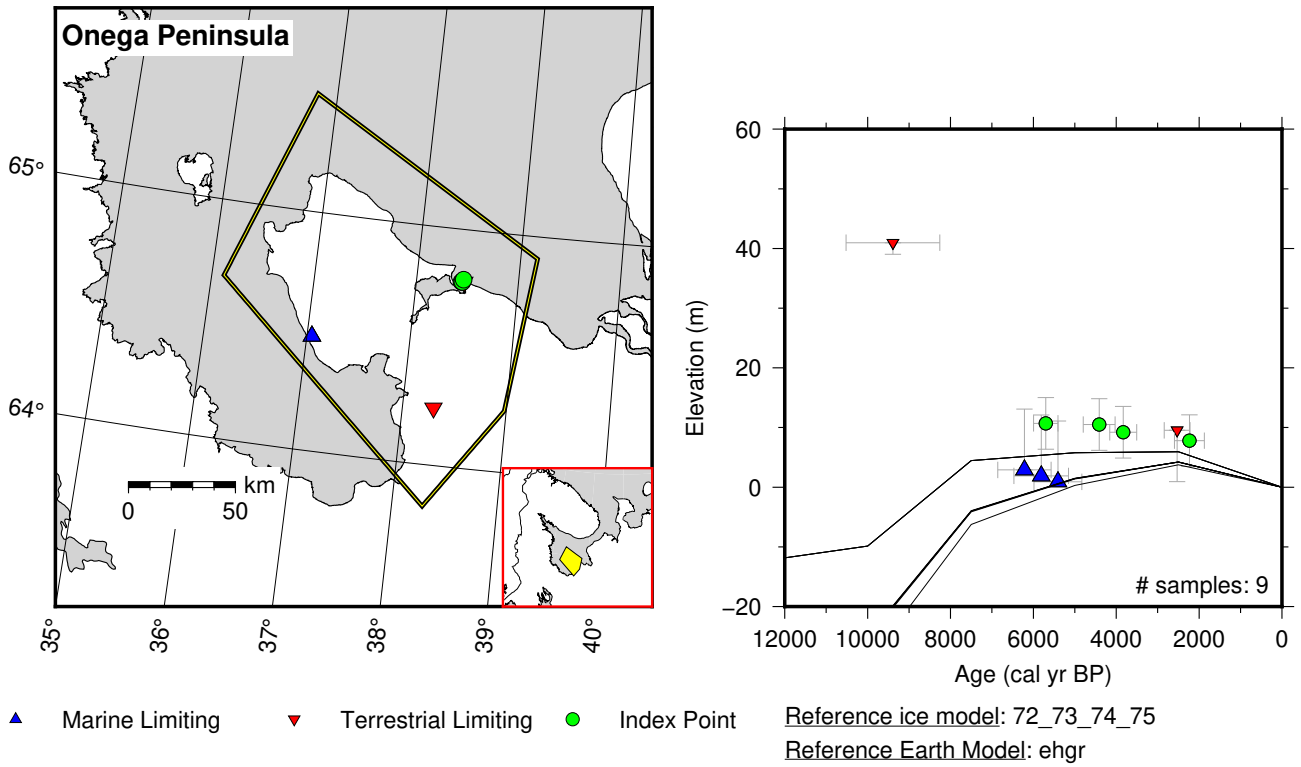 Onega Peninsula
65°
64°
km
0 50
35° 36° 37° 38° 39° 40°
60
40
20
0
−20
Elevation (m)
# samples: 9
12000 10000 8000 6000 4000 2000 0
Age (cal yr BP)
Marine Limiting Terrestrial Limiting Index Point
Reference ice model: 72_73_74_75
Reference Earth Model: ehgr